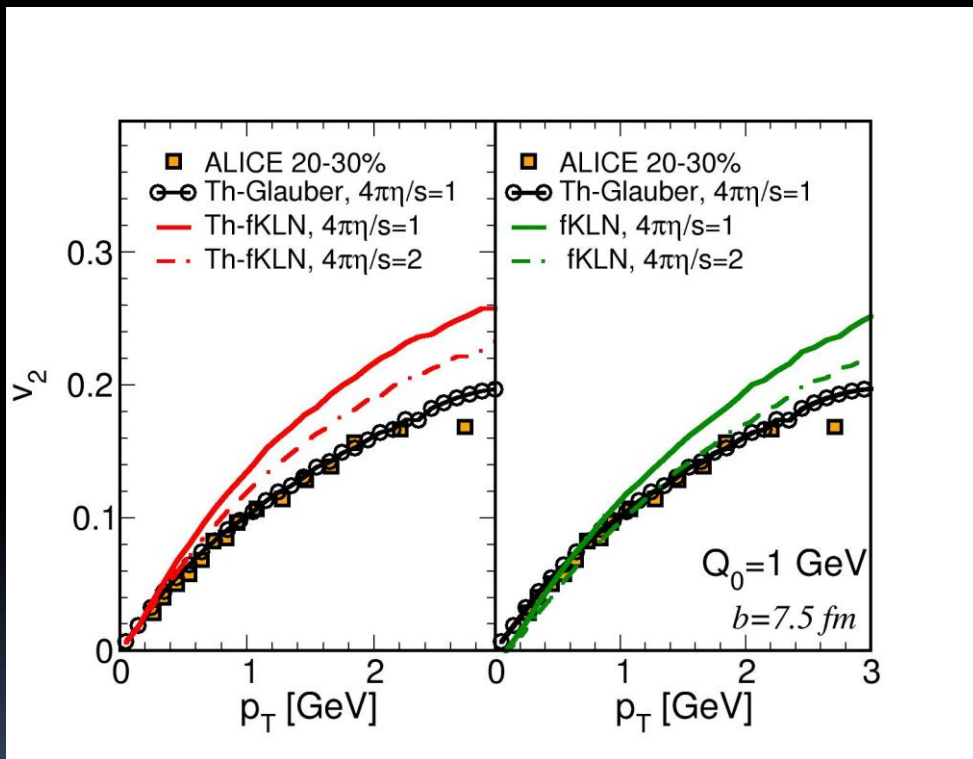 ALICE 20-30%
Th-Glauber, 4πη/s=1
Th-fKLN, 4πη/s=1
Th-fKLN, 4πη/s=2
ALICE 20-30%
Th-Glauber, 4πη/s=1
fKLN, 4πη/s=1
fKLN, 4πη/s=2
0.3
0.2
0.1
0
v₂
Q₀=1 GeV
b=7.5 fm
0 1 2 0 1 2 3
p_T [GeV] p_T [GeV]